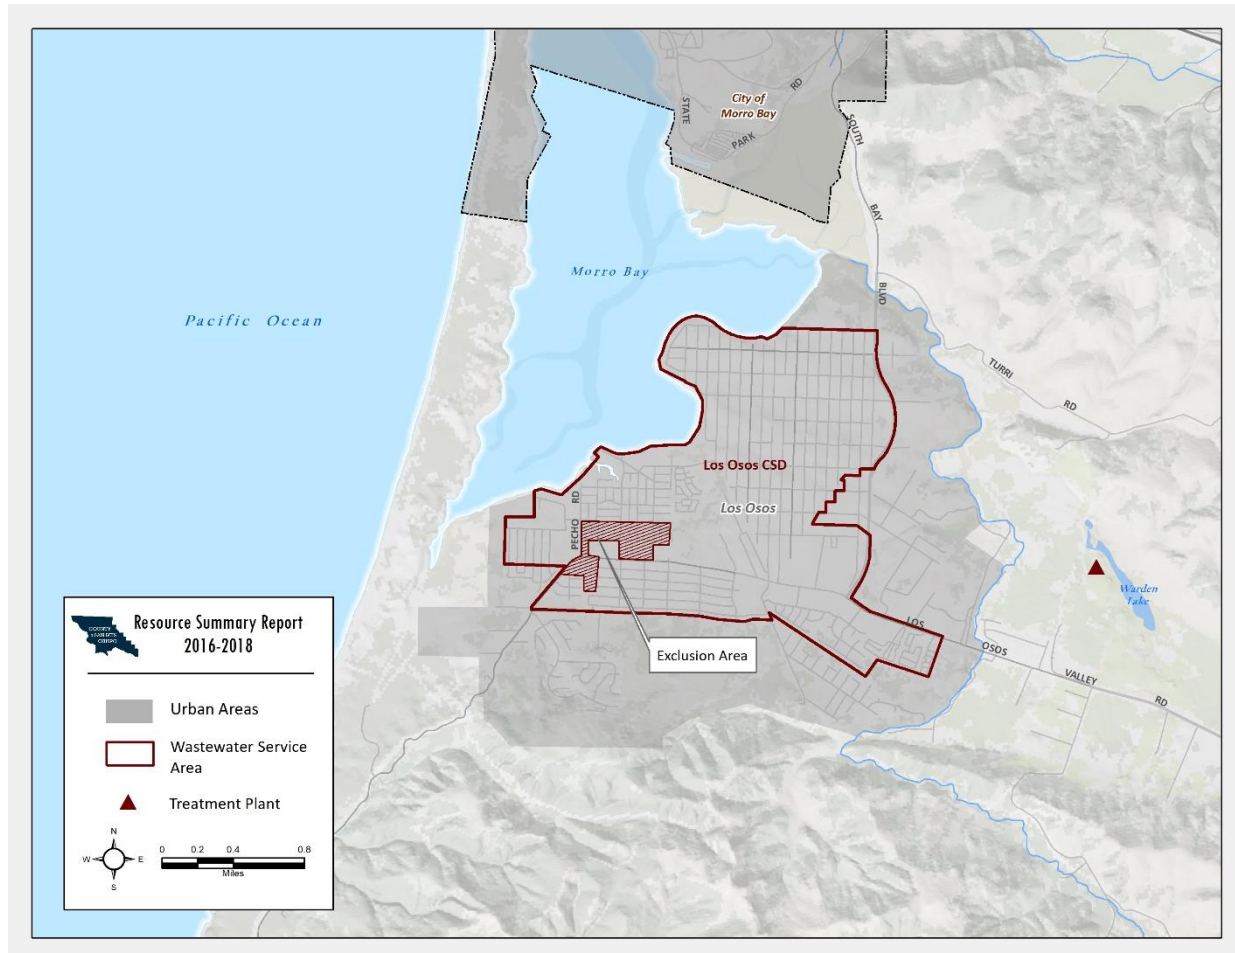 STATE
City of
Morro Bay
RD
PARK
SOUTH
BAY
BLVD
Morro Bay
Pacific Ocean
TURRI
RD
Los Osos CSD
Los Osos
PECHO
RD
Warden
Lake
Exclusion Area
LOS
OSOS
VALLEY
RD
COUNTY
OBISPO
Resource Summary Report
2016-2018
Urban Areas
Wastewater Service
Area
Treatment Plant
N
W
E
S
0 0.2 0.4 0.8
Miles